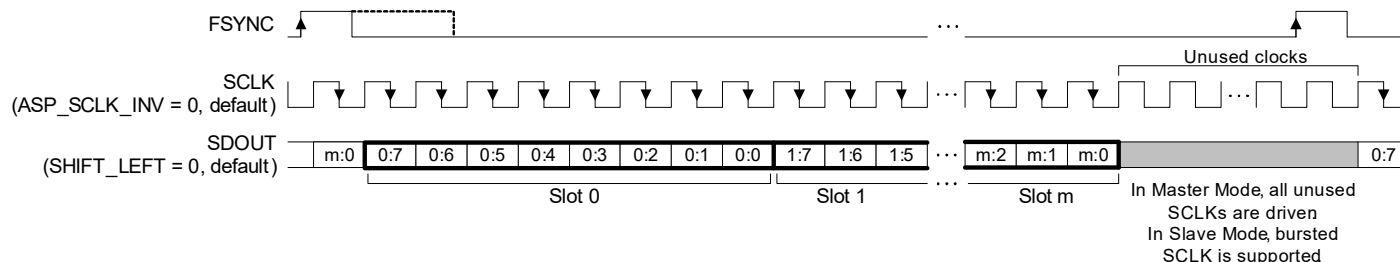 FSYNC
...
Unused clocks
SCLK
(ASP_SCLK_INV = 0, default)
...
...
SDOUT
(SHIFT_LEFT = 0, default)
m:0 0:7 0:6 0:5 0:4 0:3 0:2 0:1 0:0 1:7 1:6 1:5 ... m:2 m:1 m:0 0:7
Slot 0 Slot 1 ... Slot m
In Master Mode, all unused
SCLKs are driven
In Slave Mode, bursted
SCLK is supported